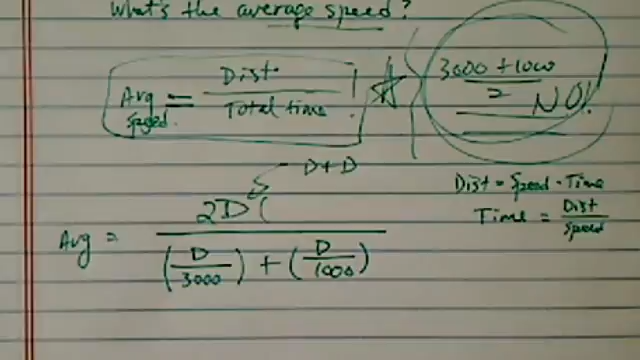 What's the average speed?
Avg speed = Dist / Total time !
3000 + 1000 / 2 NO!
D + D
Dist = Speed · Time
Time = Dist / Speed
Avg = 2D ( / (D / 3000) + (D / 1000)